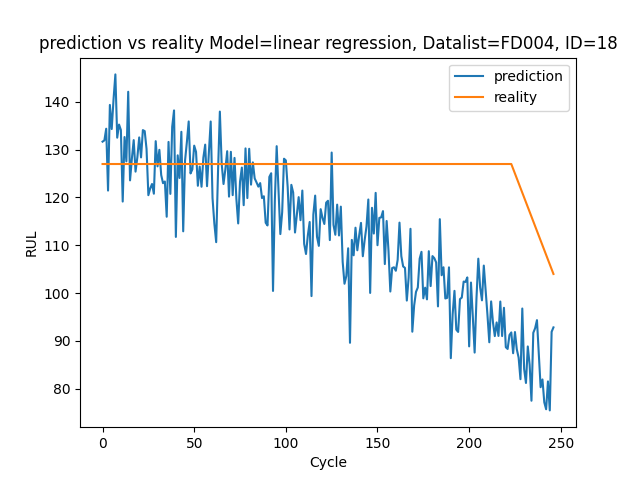 prediction vs reality Model=linear regression, Datalist=FD004, ID=18
prediction
reality
140
130
120
110
100
90
80
RUL
0
50
100
150
200
250
Cycle